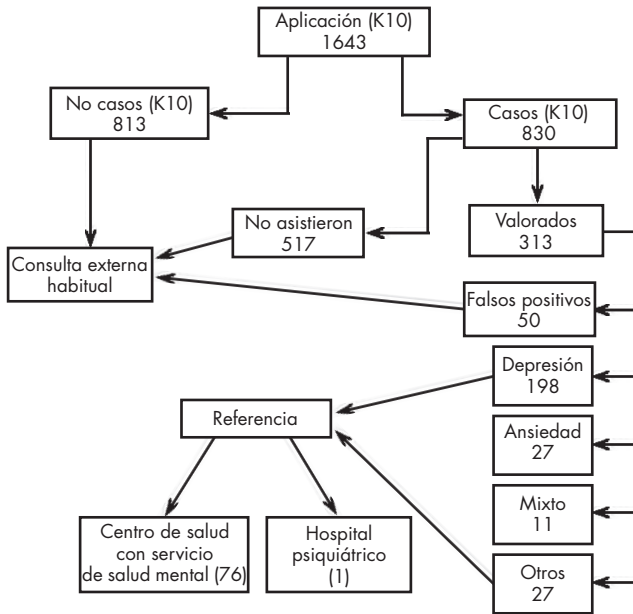 Aplicación (K10)
1643
No casos (K10)
813
Casos (K10)
830
No asistieron
517
Valorados
313
Consulta externa
habitual
Falsos positivos
50
Depresión
198
Referencia
Ansiedad
27
Mixto
11
Centro de salud
con servicio
de salud mental (76)
Hospital
psiquiátrico
(1)
Otros
27